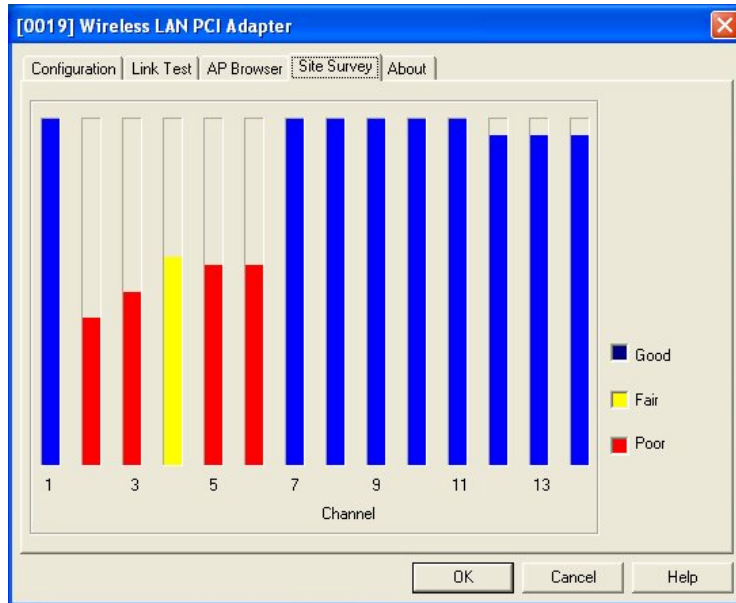 [0019] Wireless LAN PCI Adapter
Configuration Link Test AP Browser Site Survey About
Good
Fair
Poor
1 3 5 7 9 11 13
Channel
OK Cancel Help